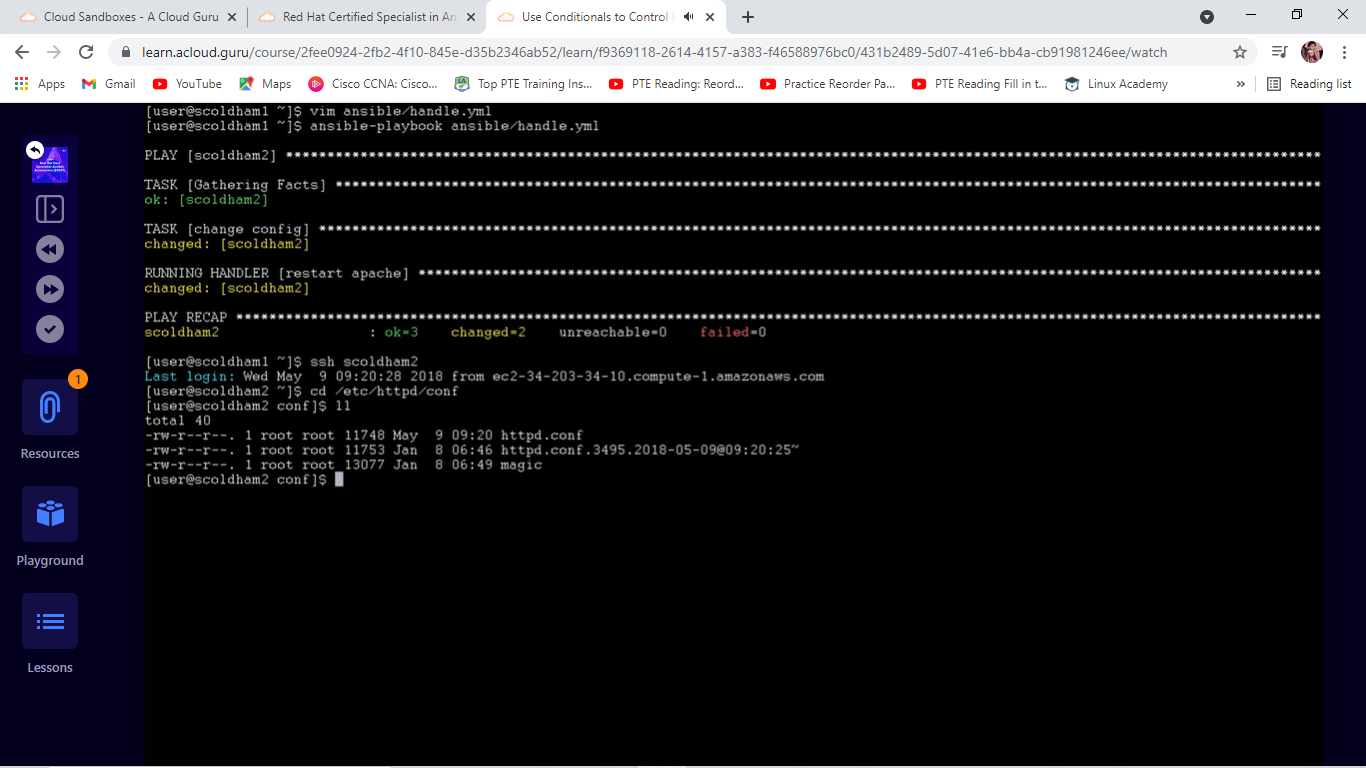 Cloud Sandboxes - A Cloud Guru
Red Hat Certified Specialist in An
Use Conditionals to Control
learn.acloud.guru/course/2fee0924-2fb2-4f10-845e-d35b2346ab52/learn/f9369118-2614-4157-a383-f46588976bc0/431b2489-5d07-41e6-bb4a-cb91981246ee/watch
Apps Gmail YouTube Maps Cisco CCNA: Cisco... Top PTE Training Ins... PTE Reading: Reord... Practice Reorder Pa... PTE Reading Fill in t... Linux Academy » Reading list
[user@scoldham1 ~]$ vim ansible/handle.yml
[user@scoldham1 ~]$ ansible-playbook ansible/handle.yml
PLAY [scoldham2] ******************************************************************************************************************************
TASK [Gathering Facts] ************************************************************************************************************************
ok: [scoldham2]
TASK [change config] **************************************************************************************************************************
changed: [scoldham2]
RUNNING HANDLER [restart apache] **************************************************************************************************************
changed: [scoldham2]
PLAY RECAP ************************************************************************************************************************************
scoldham2 : ok=3 changed=2 unreachable=0 failed=0
[user@scoldham1 ~]$ ssh scoldham2
Last login: Wed May 9 09:20:28 2018 from ec2-34-203-34-10.compute-1.amazonaws.com
[user@scoldham2 ~]$ cd /etc/httpd/conf
[user@scoldham2 conf]$ ll
total 40
-rw-r--r--. 1 root root 11748 May 9 09:20 httpd.conf
-rw-r--r--. 1 root root 11753 Jan 8 06:46 httpd.conf.3495.2018-05-09@09:20:25~
-rw-r--r--. 1 root root 13077 Jan 8 06:49 magic
[user@scoldham2 conf]$
1
Resources
Playground
Lessons